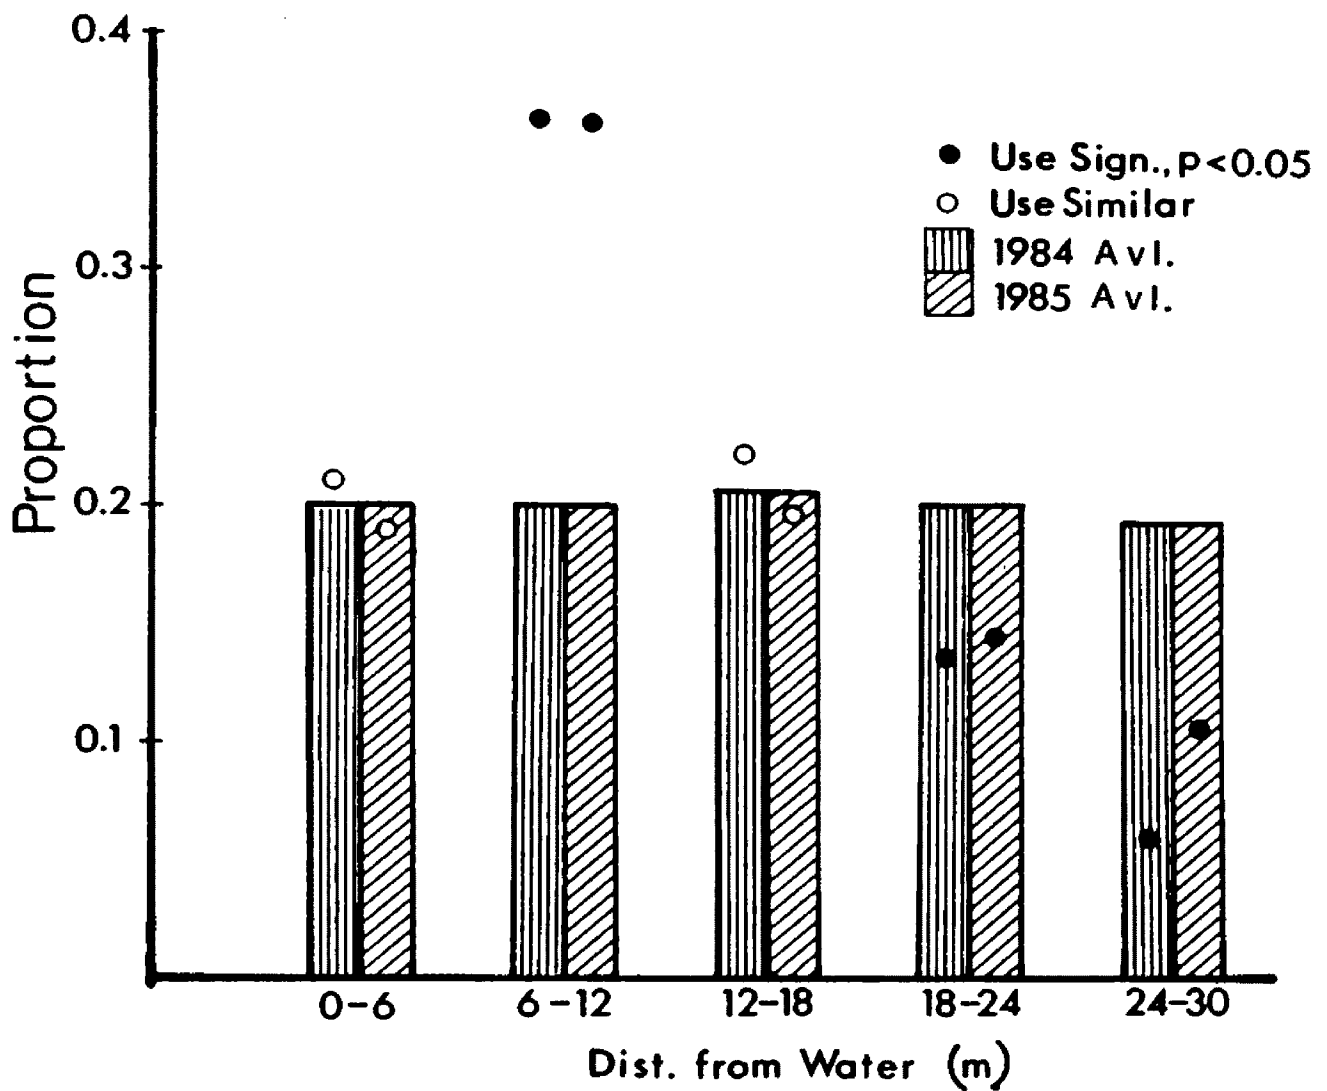 0.4
0.3
0.2
0.1
Proportion
● Use Sign., p<0.05
○ Use Similar
1984 Avl.
1985 Avl.
0-6 6-12 12-18 18-24 24-30
Dist. from Water (m)